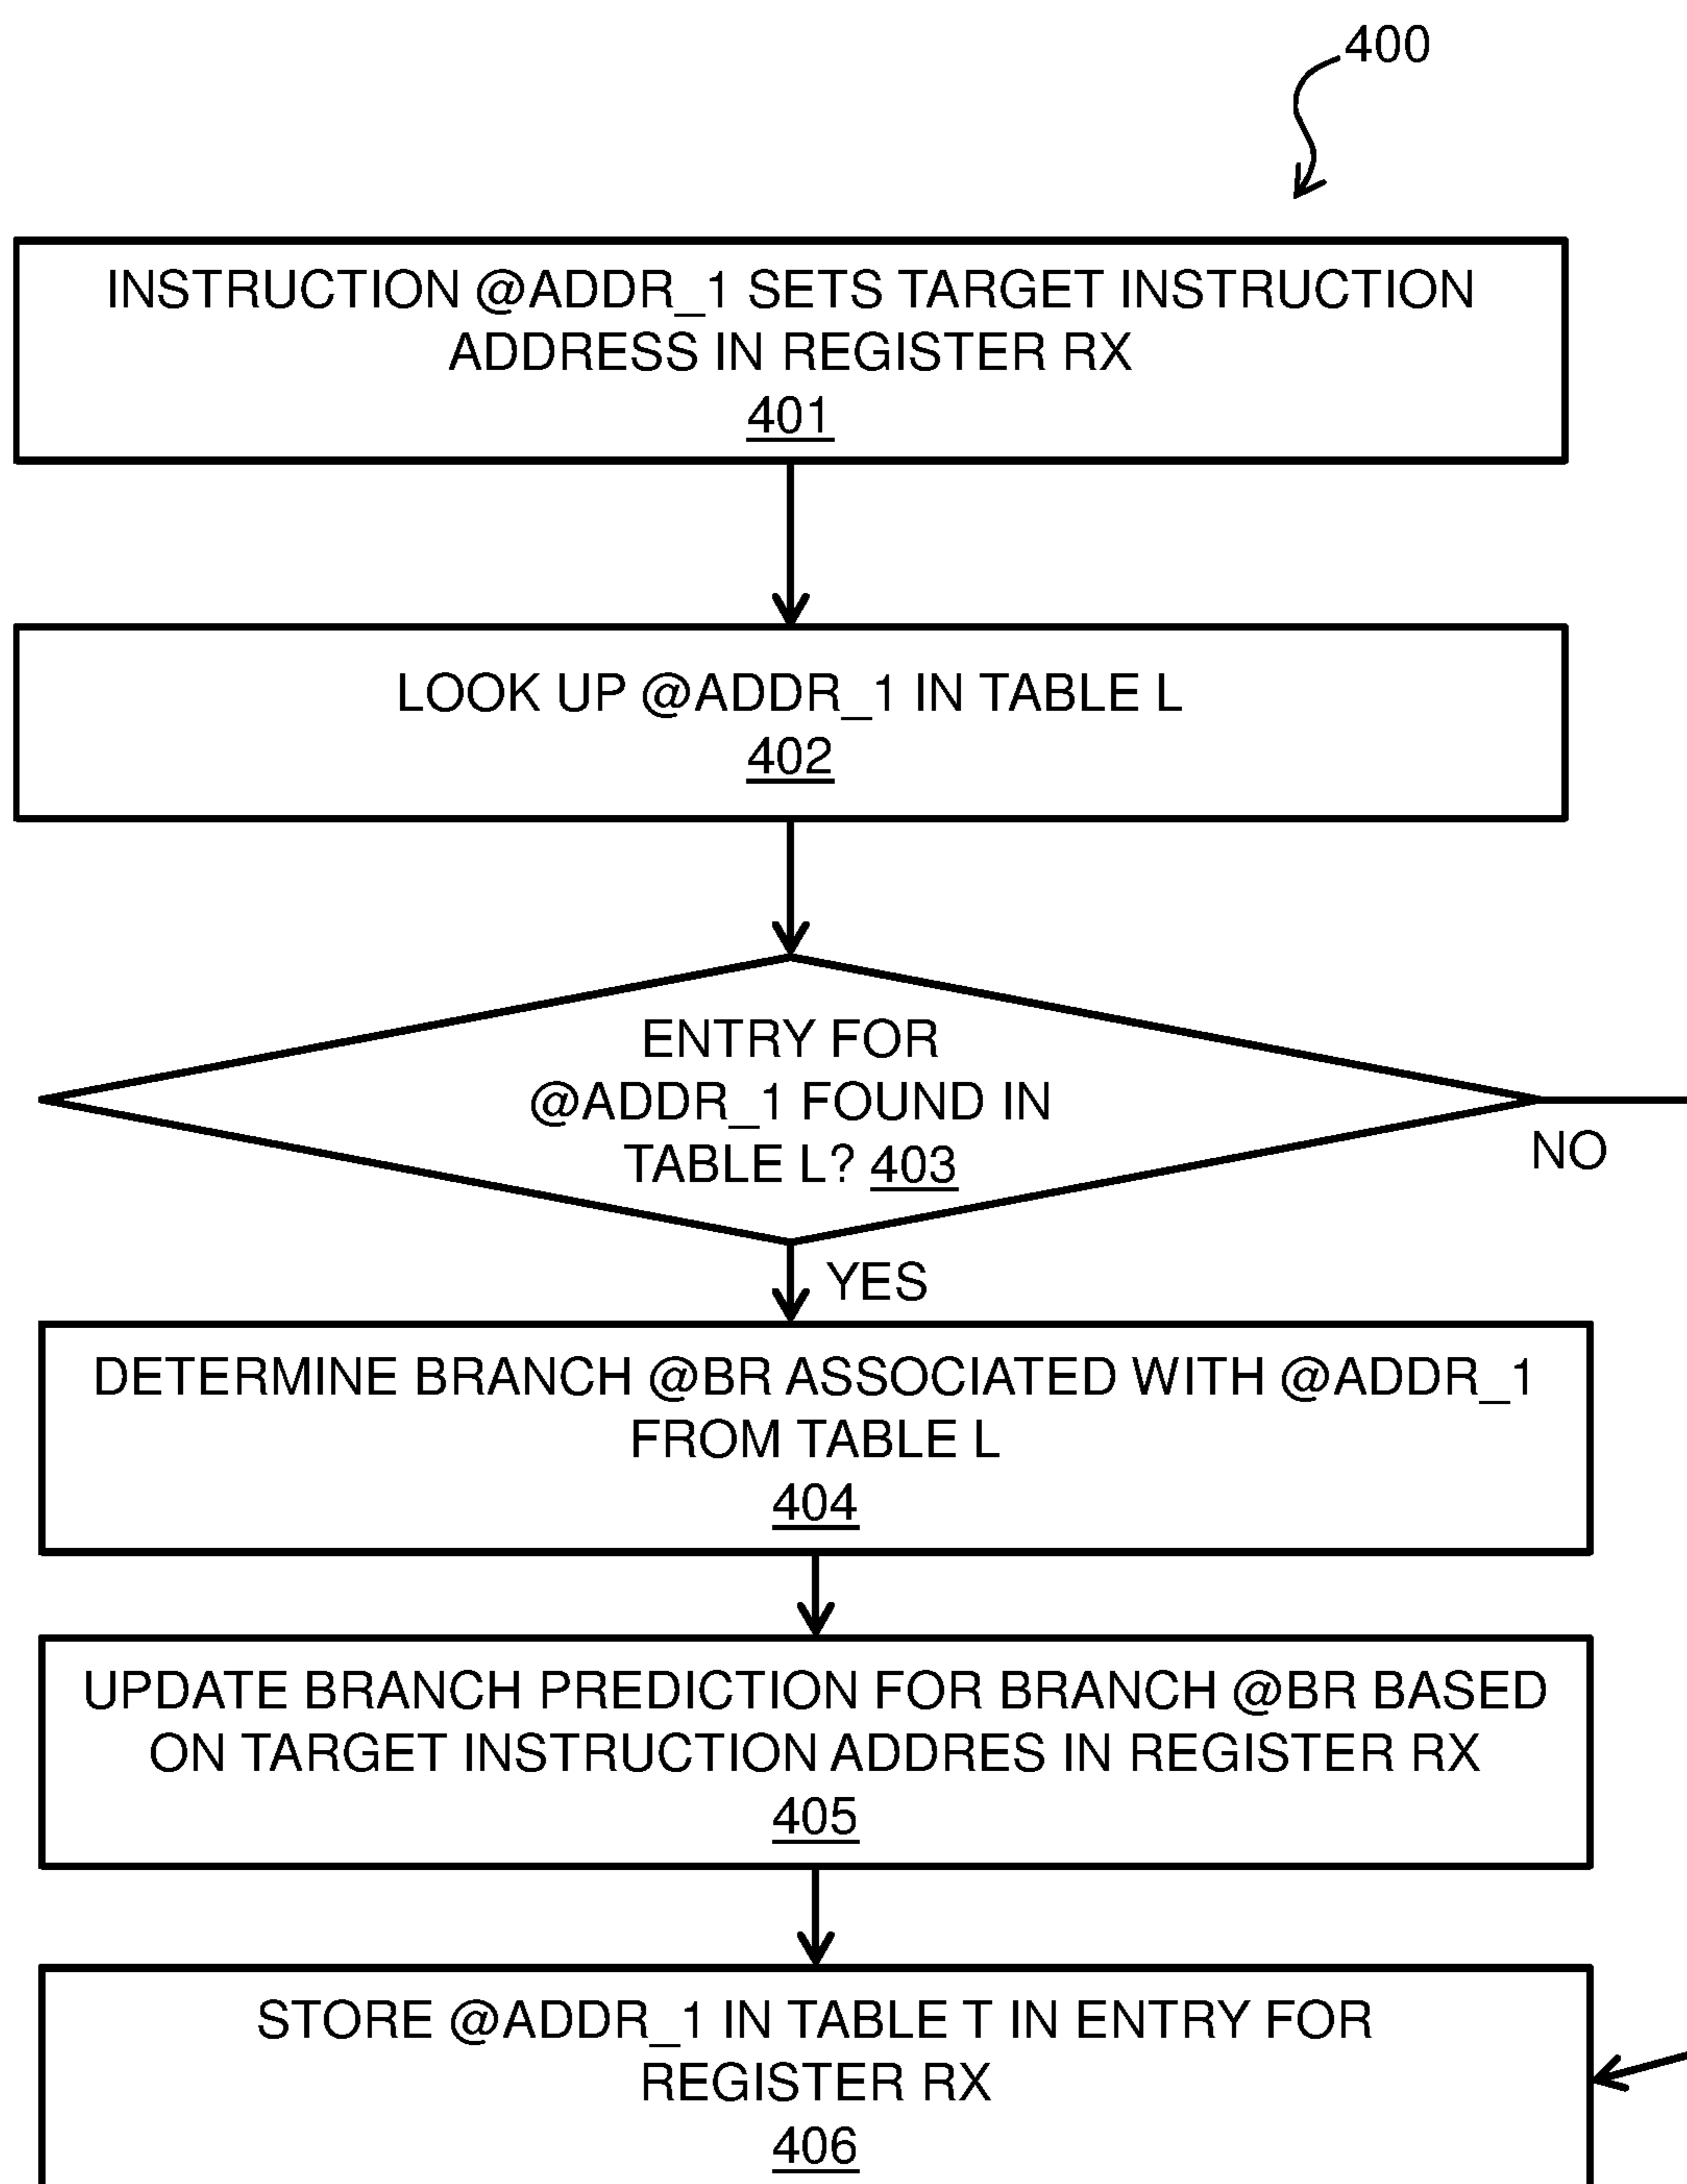 400
INSTRUCTION @ADDR_1 SETS TARGET INSTRUCTION
ADDRESS IN REGISTER RX
401
LOOK UP @ADDR_1 IN TABLE L
402
ENTRY FOR
@ADDR_1 FOUND IN
TABLE L? 403
NO
YES
DETERMINE BRANCH @BR ASSOCIATED WITH @ADDR_1
FROM TABLE L
404
UPDATE BRANCH PREDICTION FOR BRANCH @BR BASED
ON TARGET INSTRUCTION ADDRES IN REGISTER RX
405
STORE @ADDR_1 IN TABLE T IN ENTRY FOR
REGISTER RX
406